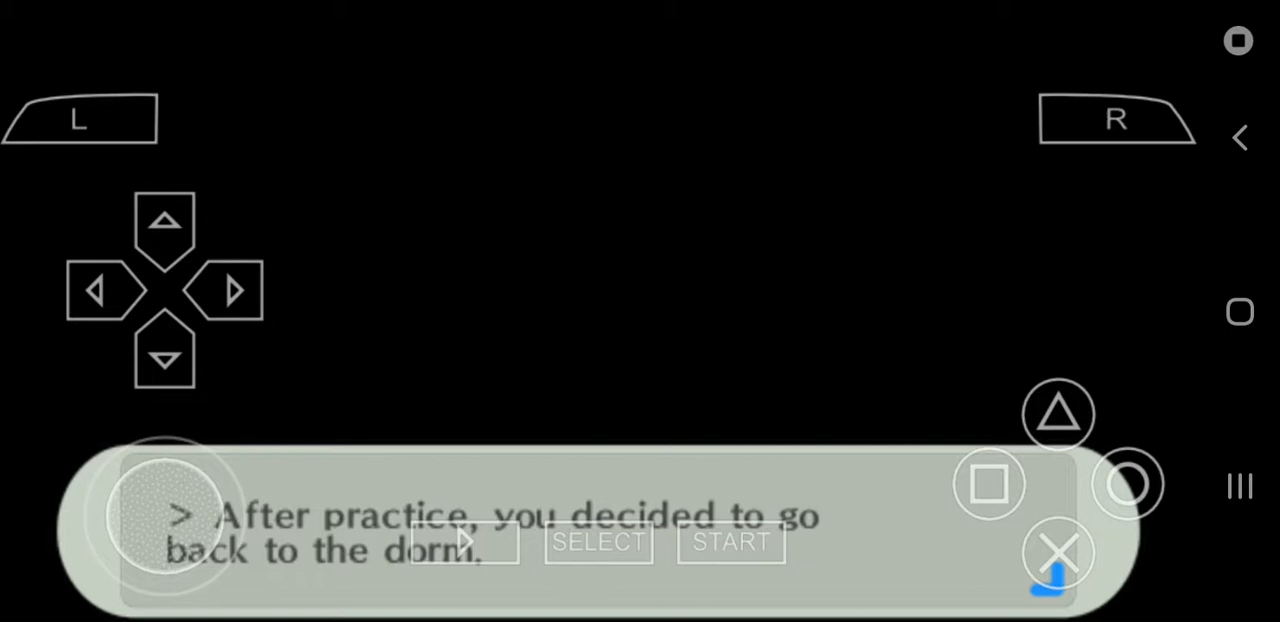 L
R
> After practice, you decided to go
back to the dorm.
SELECT
START